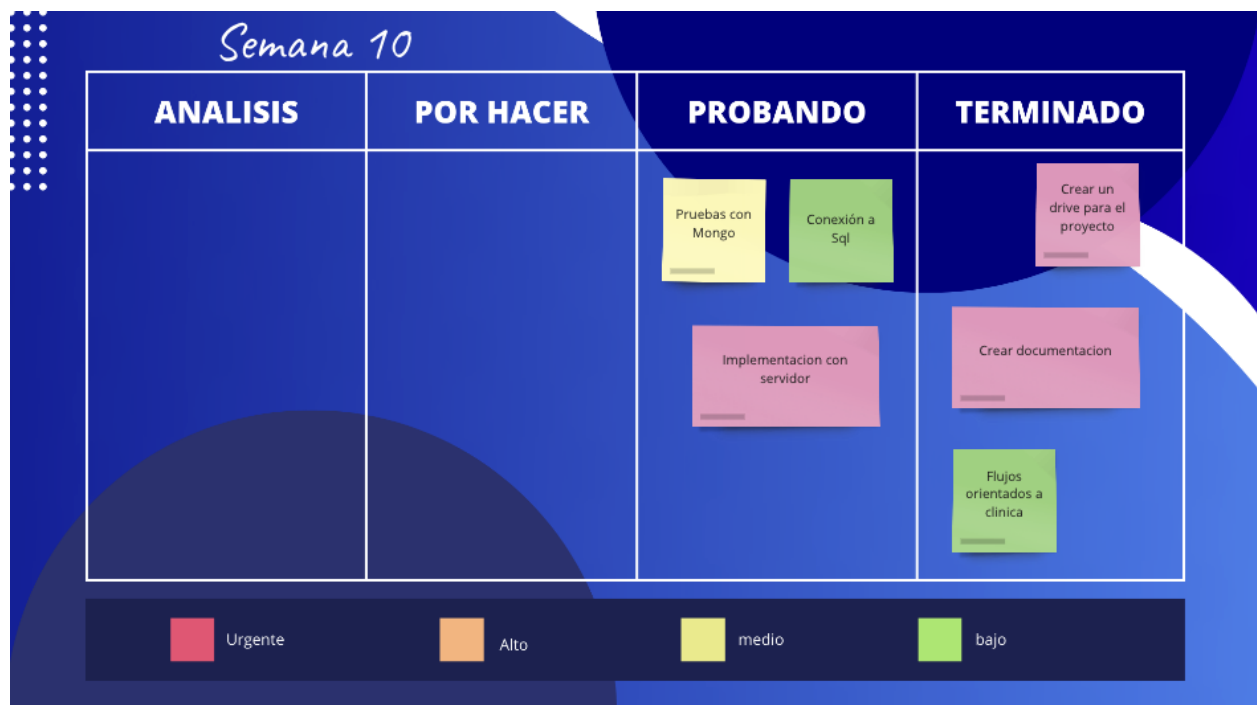 Semana 10
ANALISIS
POR HACER
PROBANDO
TERMINADO
Pruebas con
Mongo
Conexión a
Sql
Implementacion con
servidor
Crear un
drive para el
proyecto
Crear documentacion
Flujos
orientados a
clinica
Urgente
Alto
medio
bajo